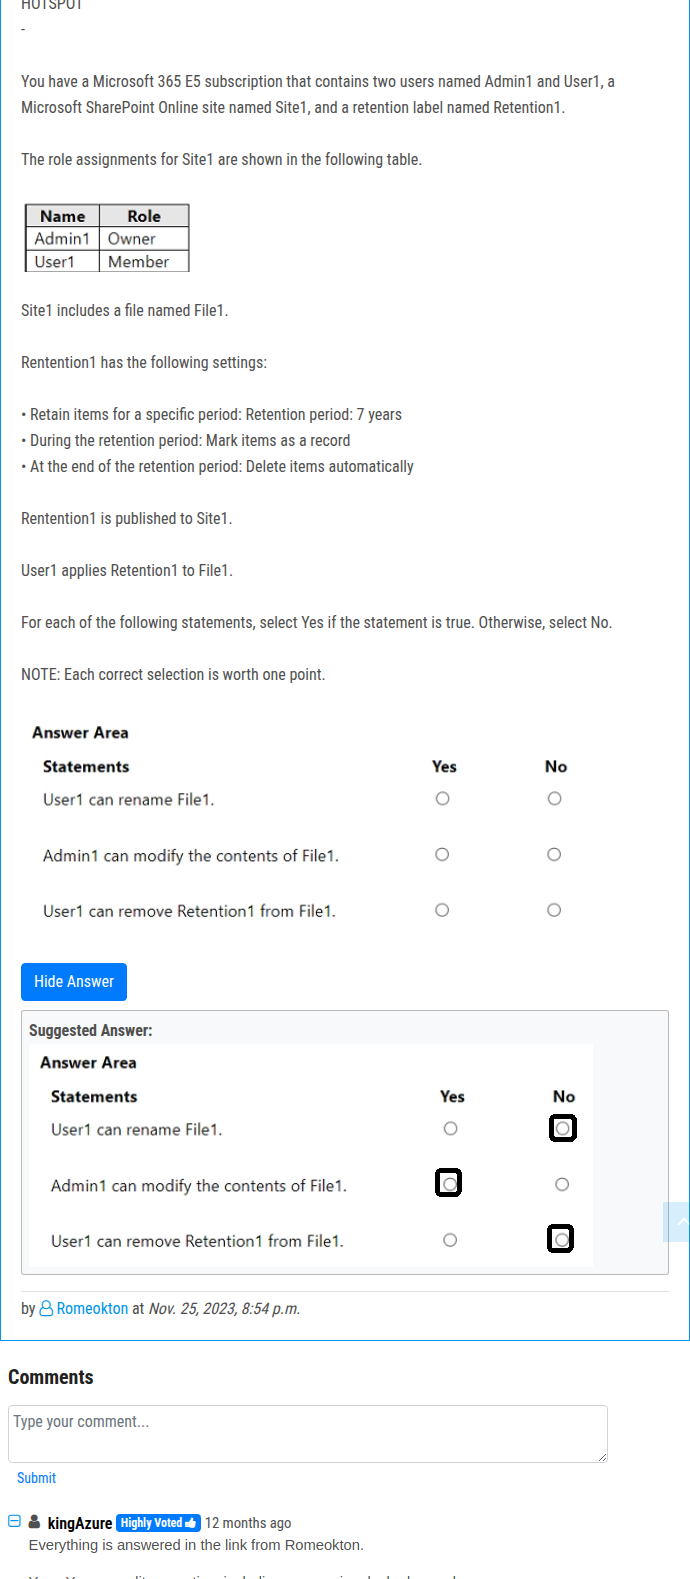 HOTSPOT
-
You have a Microsoft 365 E5 subscription that contains two users named Admin1 and User1, a
Microsoft SharePoint Online site named Site1, and a retention label named Retention1.
The role assignments for Site1 are shown in the following table.
Name Role
Admin1 Owner
User1 Member
Site1 includes a file named File1.
Rentention1 has the following settings:
• Retain items for a specific period: Retention period: 7 years
• During the retention period: Mark items as a record
• At the end of the retention period: Delete items automatically
Rentention1 is published to Site1.
User1 applies Retention1 to File1.
For each of the following statements, select Yes if the statement is true. Otherwise, select No.
NOTE: Each correct selection is worth one point.
Answer Area
Statements Yes No
User1 can rename File1.
Admin1 can modify the contents of File1.
User1 can remove Retention1 from File1.
Hide Answer
Suggested Answer:
Answer Area
Statements Yes No
User1 can rename File1.
Admin1 can modify the contents of File1.
User1 can remove Retention1 from File1.
by Romeokton at Nov. 25, 2023, 8:54 p.m.
Comments
Type your comment...
Submit
kingAzure Highly Voted 12 months ago
Everything is answered in the link from Romeokton.